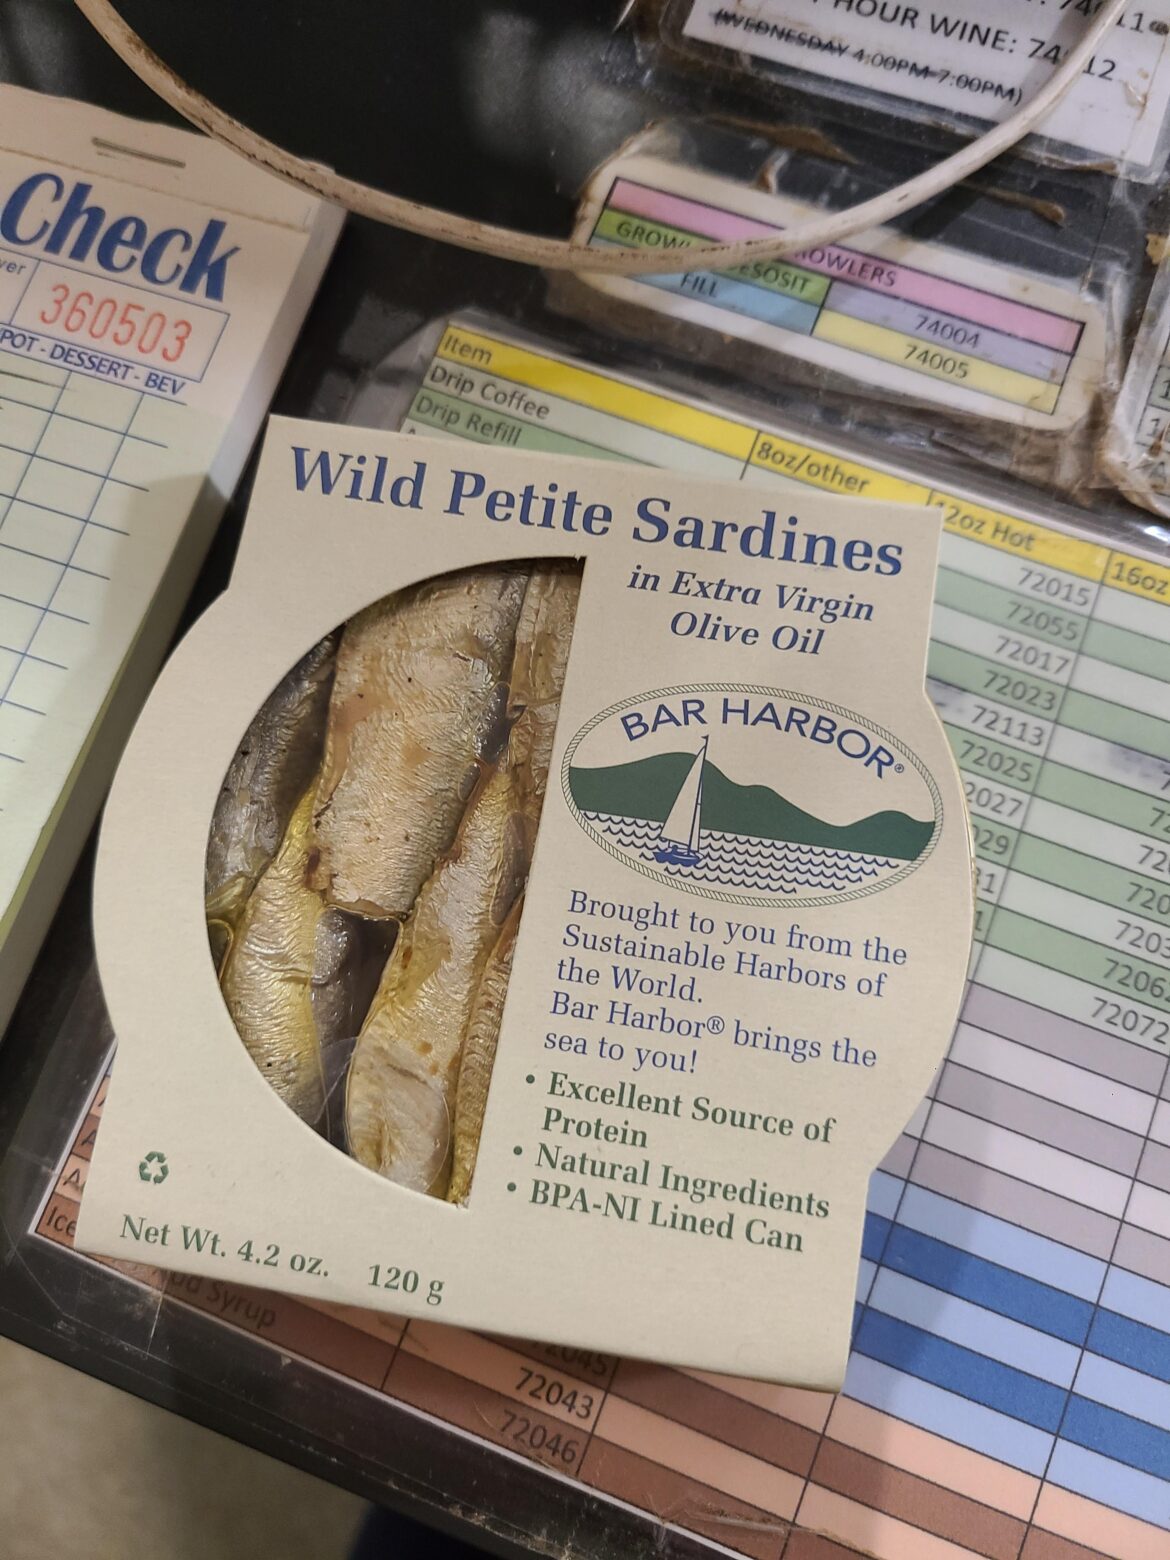 HOUR WINE:
(WEDNESDAY 4:00PM-7:00PM)
Check
360503
POT - DESSERT - BEV
FILL
74004
74005
Item
8oz/other
12oz Hot
16oz
Drip Coffee
Drip Refill
72015
72055
72017
72023
72113
72025
Wild Petite Sardines
in Extra Virgin
Olive Oil
BAR HARBOR®
Brought to you from the
Sustainable Harbors of
the World.
Bar Harbor® brings the
sea to you!
• Excellent Source of
Protein
• Natural Ingredients
• BPA-NI Lined Can
Net Wt. 4.2 oz. 120 g
72072
Syrup
72045
72043
72046